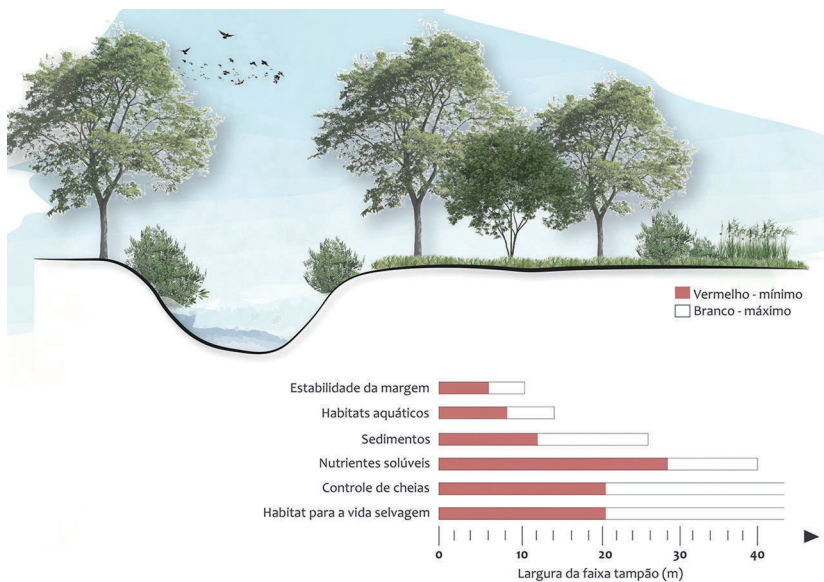 Vermelho - mínimo
Branco - máximo
Estabilidade da margem
Habitats aquáticos
Sedimentos
Nutrientes solúveis
Controle de cheias
Habitat para a vida selvagem
0 10 20 30 40
Largura da faixa tampão (m)